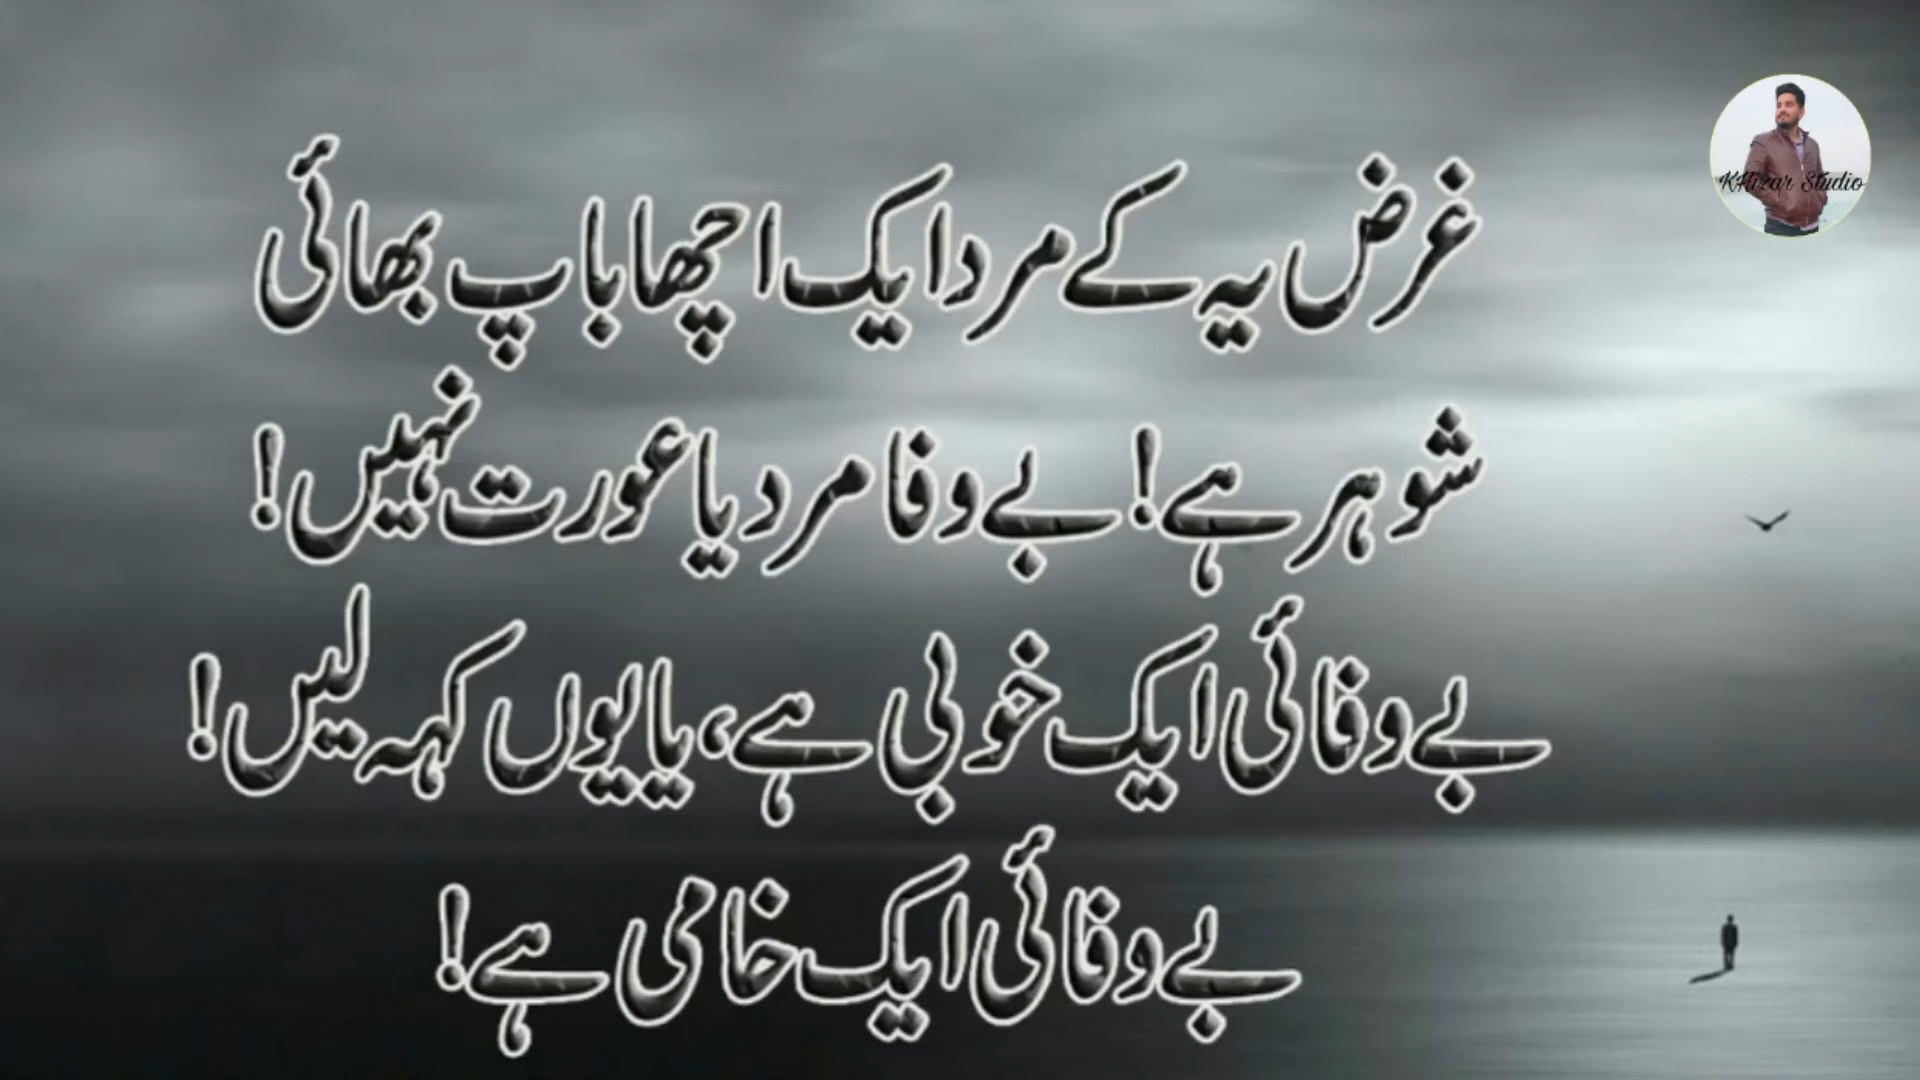 غرض یہ کے مرد ایک اچھا باپ بھائی
شوہر ہے! بے وفا مرد یا عورت نہیں!
بے وفائی ایک خوبی ہے، یا یوں کہہ لیں!
بے وفائی ایک خامی ہے!
KHizar Studio